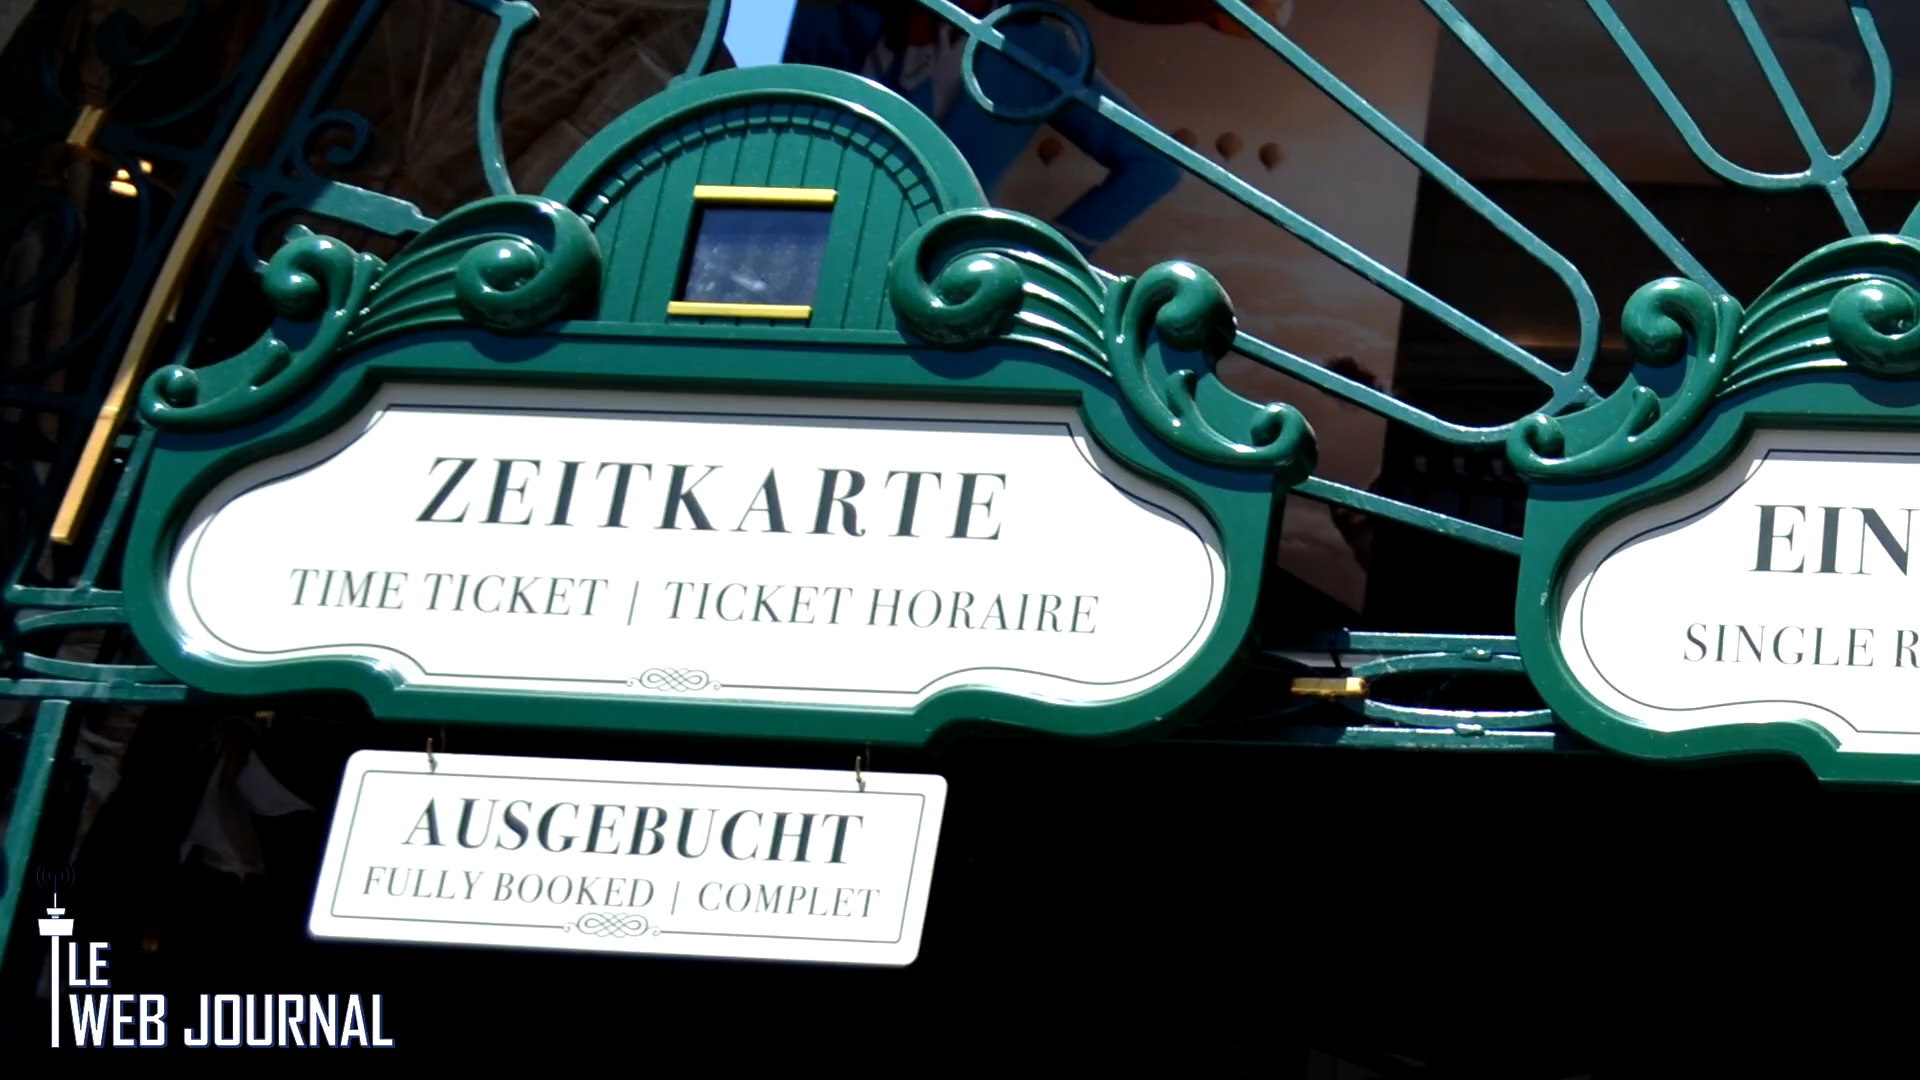 ZEITKARTE
TIME TICKET | TICKET HORAIRE
AUSGEBUCHT
FULLY BOOKED | COMPLET
EIN
SINGLE R
LE
WEB JOURNAL